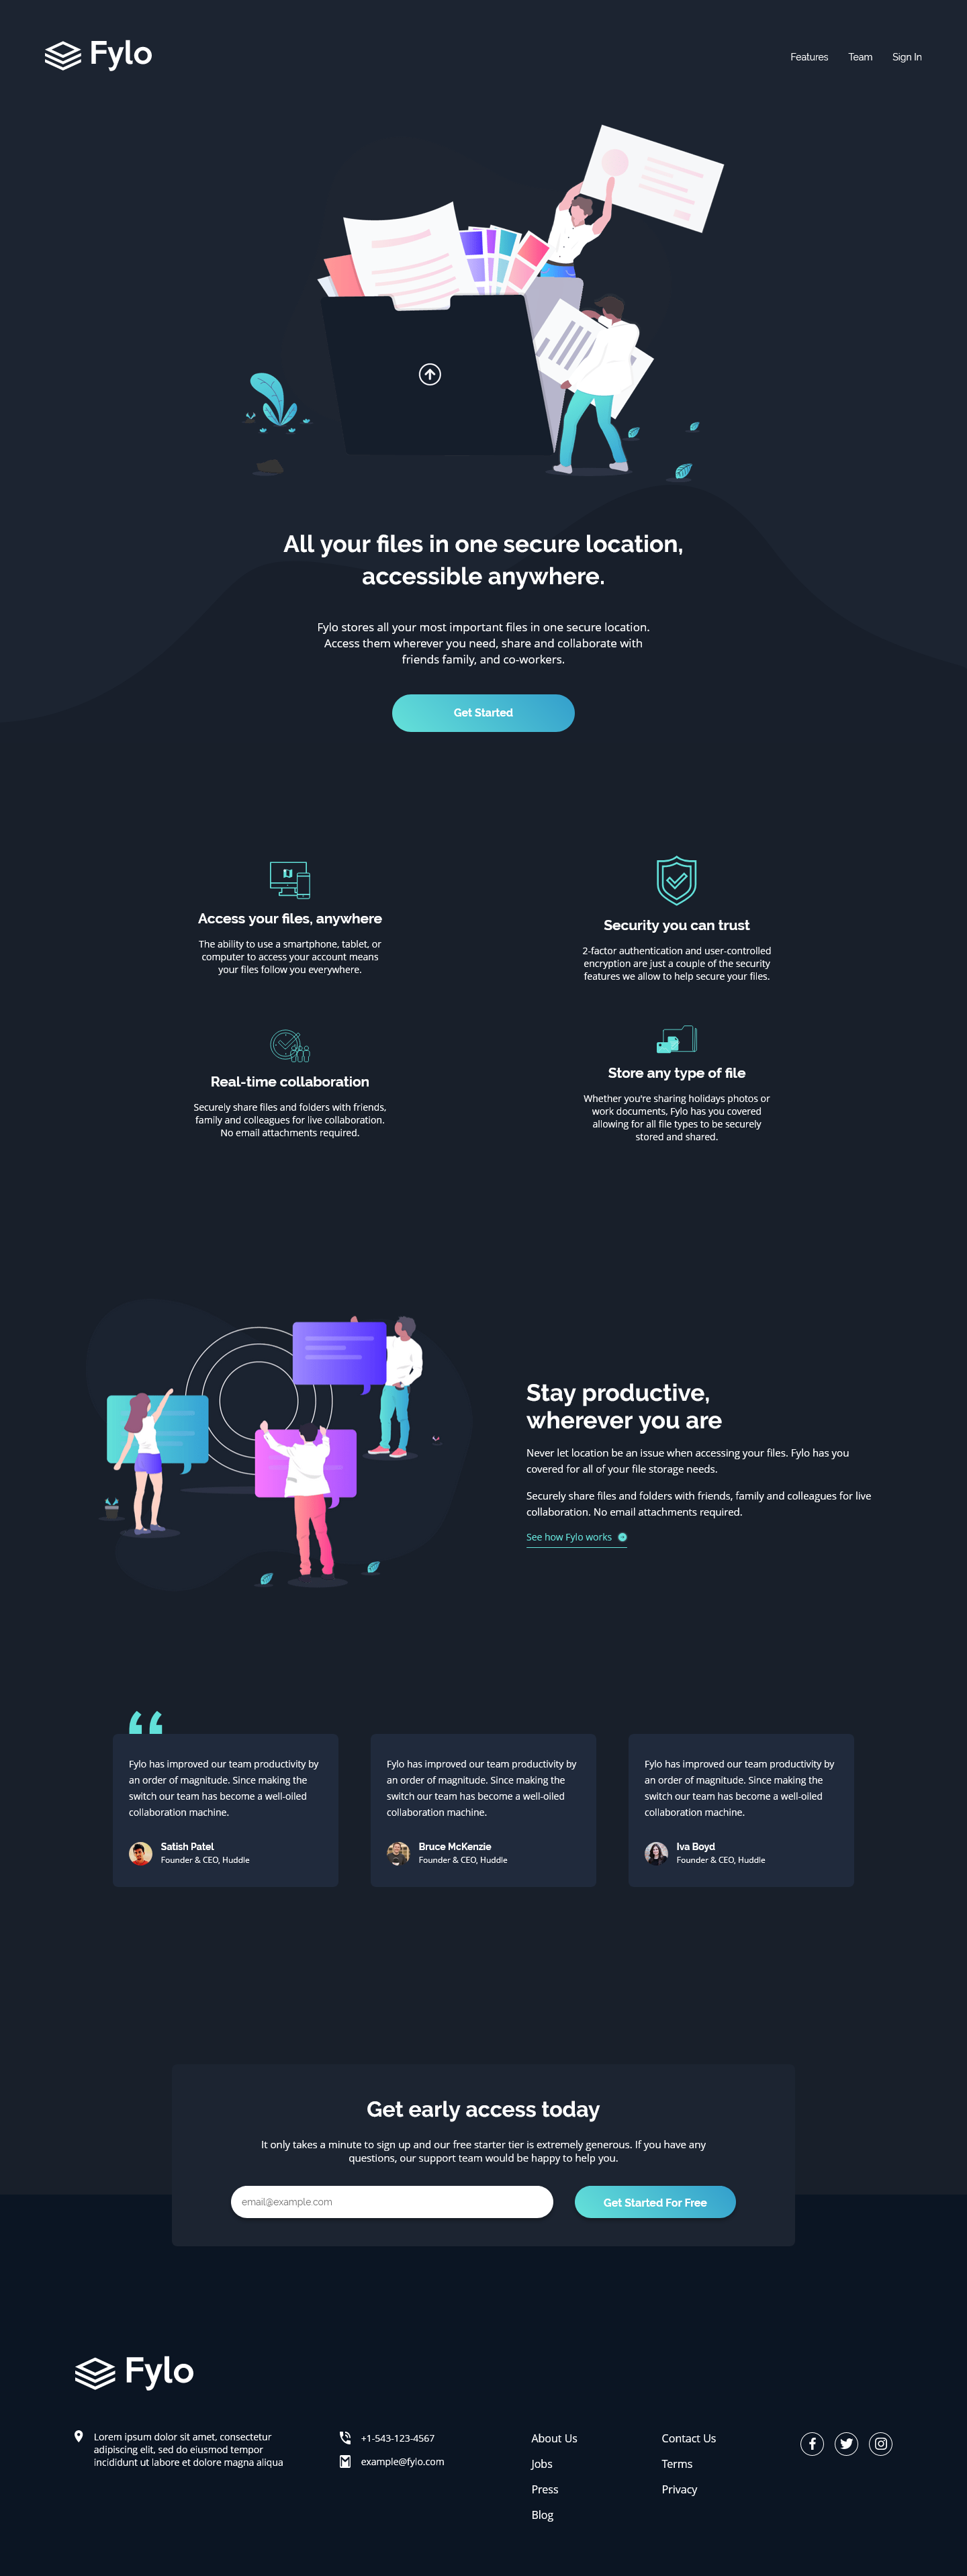 Fylo
Features Team Sign In
All your files in one secure location,
accessible anywhere.
Fylo stores all your most important files in one secure location.
Access them wherever you need, share and collaborate with
friends family, and co-workers.
Get Started
Access your files, anywhere
The ability to use a smartphone, tablet, or
computer to access your account means
your files follow you everywhere.
Security you can trust
2-factor authentication and user-controlled
encryption are just a couple of the security
features we allow to help secure your files.
Real-time collaboration
Securely share files and folders with friends,
family and colleagues for live collaboration.
No email attachments required.
Store any type of file
Whether you're sharing holidays photos or
work documents, Fylo has you covered
allowing for all file types to be securely
stored and shared.
Stay productive,
wherever you are
Never let location be an issue when accessing your files. Fylo has you
covered for all of your file storage needs.
Securely share files and folders with friends, family and colleagues for live
collaboration. No email attachments required.
See how Fylo works
Fylo has improved our team productivity by
an order of magnitude. Since making the
switch our team has become a well-oiled
collaboration machine.
Satish Patel
Founder & CEO, Huddle
Fylo has improved our team productivity by
an order of magnitude. Since making the
switch our team has become a well-oiled
collaboration machine.
Bruce McKenzie
Founder & CEO, Huddle
Fylo has improved our team productivity by
an order of magnitude. Since making the
switch our team has become a well-oiled
collaboration machine.
Iva Boyd
Founder & CEO, Huddle
Get early access today
It only takes a minute to sign up and our free starter tier is extremely generous. If you have any
questions, our support team would be happy to help you.
email@example.com
Get Started For Free
Fylo
Lorem ipsum dolor sit amet, consectetur
adipiscing elit, sed do eiusmod tempor
incididunt ut labore et dolore magna aliqua
+1-543-123-4567
example@fylo.com
About Us
Jobs
Press
Blog
Contact Us
Terms
Privacy